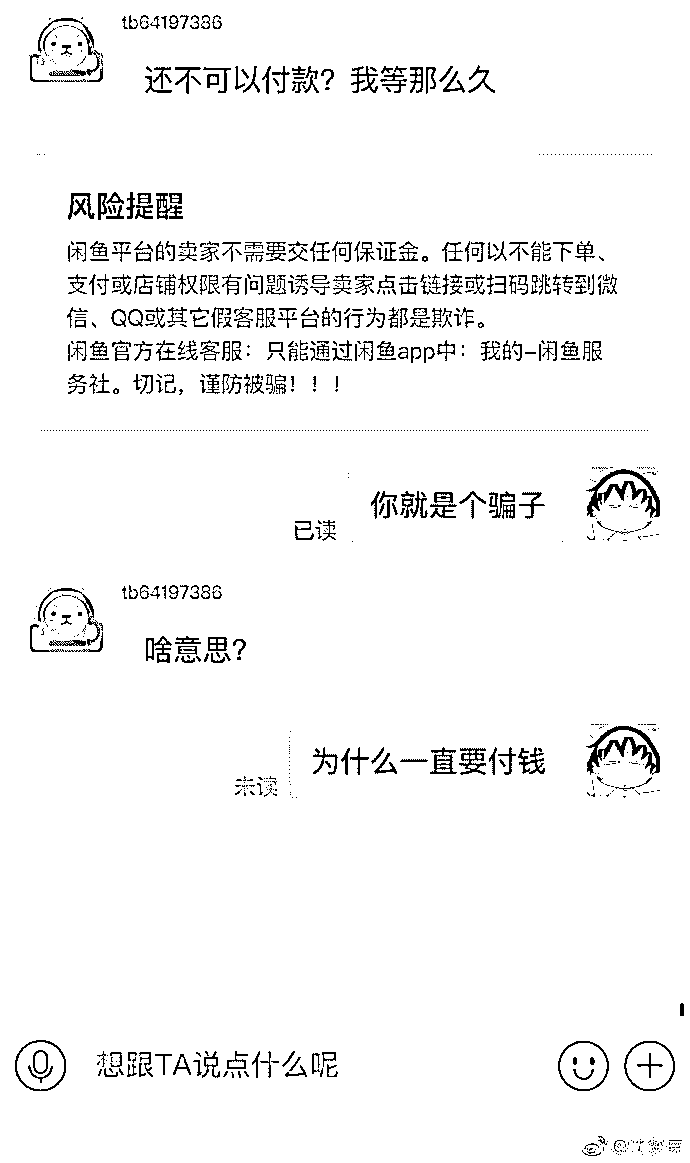 tb64197386
还不可以付款？我等那么久
风险提醒
闲鱼平台的卖家不需要交任何保证金。任何以不能下单、
支付或店铺权限有问题诱导卖家点击链接或扫码跳转到微
信、QQ或其它假客服平台的行为都是欺诈。
闲鱼官方在线客服：只能通过闲鱼app中：我的-闲鱼服
务社。切记，谨防被骗！！！
你就是个骗子
已读
tb64197386
啥意思？
为什么一直要付钱
未读
想跟TA说点什么呢